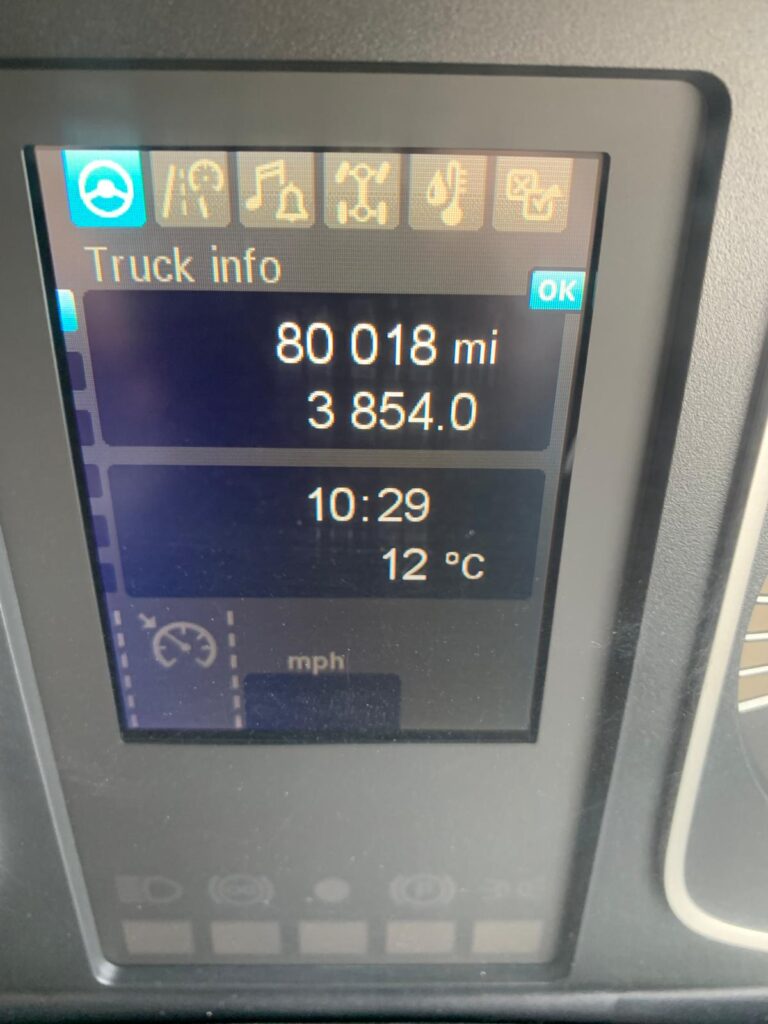 Truck info
OK
80 018 mi
3 854.0
10:29
12 °C
mph